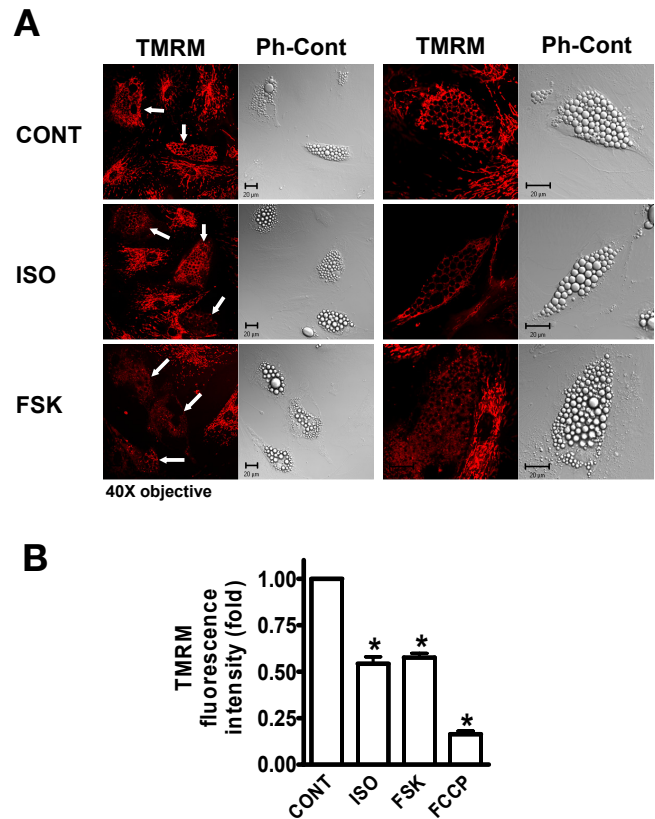 A
TMRM Ph-Cont TMRM Ph-Cont
CONT
20 µm 20 µm
ISO
20 µm 20 µm
FSK
20 µm 20 µm
40X objective
B
TMRM
fluorescence
intensity (fold)
1.00
0.75
0.50
0.25
0.00
* * *
CONT ISO FSK FCCP